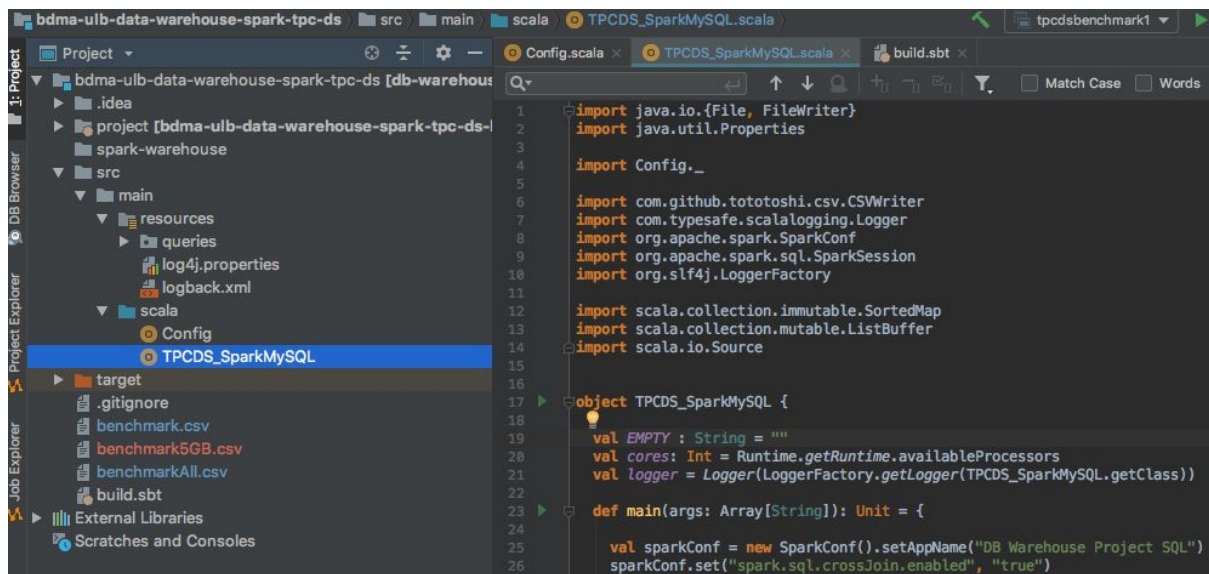 bdma-ulb-data-warehouse-spark-tpc-ds src main scala TPCDS_SparkMySQL.scala tpcdsbenchmark1
1: Project
DB Browser
Project Explorer
Job Explorer
Project
bdma-ulb-data-warehouse-spark-tpc-ds [db-warehous
.idea
project [bdma-ulb-data-warehouse-spark-tpc-ds-
spark-warehouse
src
main
resources
queries
log4j.properties
logback.xml
scala
Config
TPCDS_SparkMySQL
target
.gitignore
benchmark.csv
benchmark5GB.csv
benchmarkAll.csv
build.sbt
External Libraries
Scratches and Consoles
Config.scala TPCDS_SparkMySQL.scala build.sbt
Match Case Words
1 import java.io.{File, FileWriter}
2 import java.util.Properties
3
4 import Config._
5
6 import com.github.tototoshi.csv.CSVWriter
7 import com.typesafe.scalalogging.Logger
8 import org.apache.spark.SparkConf
9 import org.apache.spark.sql.SparkSession
10 import org.slf4j.LoggerFactory
11
12 import scala.collection.immutable.SortedMap
13 import scala.collection.mutable.ListBuffer
14 import scala.io.Source
15
16
17 object TPCDS_SparkMySQL {
18
19 val EMPTY : String = ""
20 val cores: Int = Runtime.getRuntime.availableProcessors
21 val logger = Logger(LoggerFactory.getLogger(TPCDS_SparkMySQL.getClass))
22
23 def main(args: Array[String]): Unit = {
24
25 val sparkConf = new SparkConf().setAppName("DB Warehouse Project SQL")
26 sparkConf.set("spark.sql.crossJoin.enabled", "true")